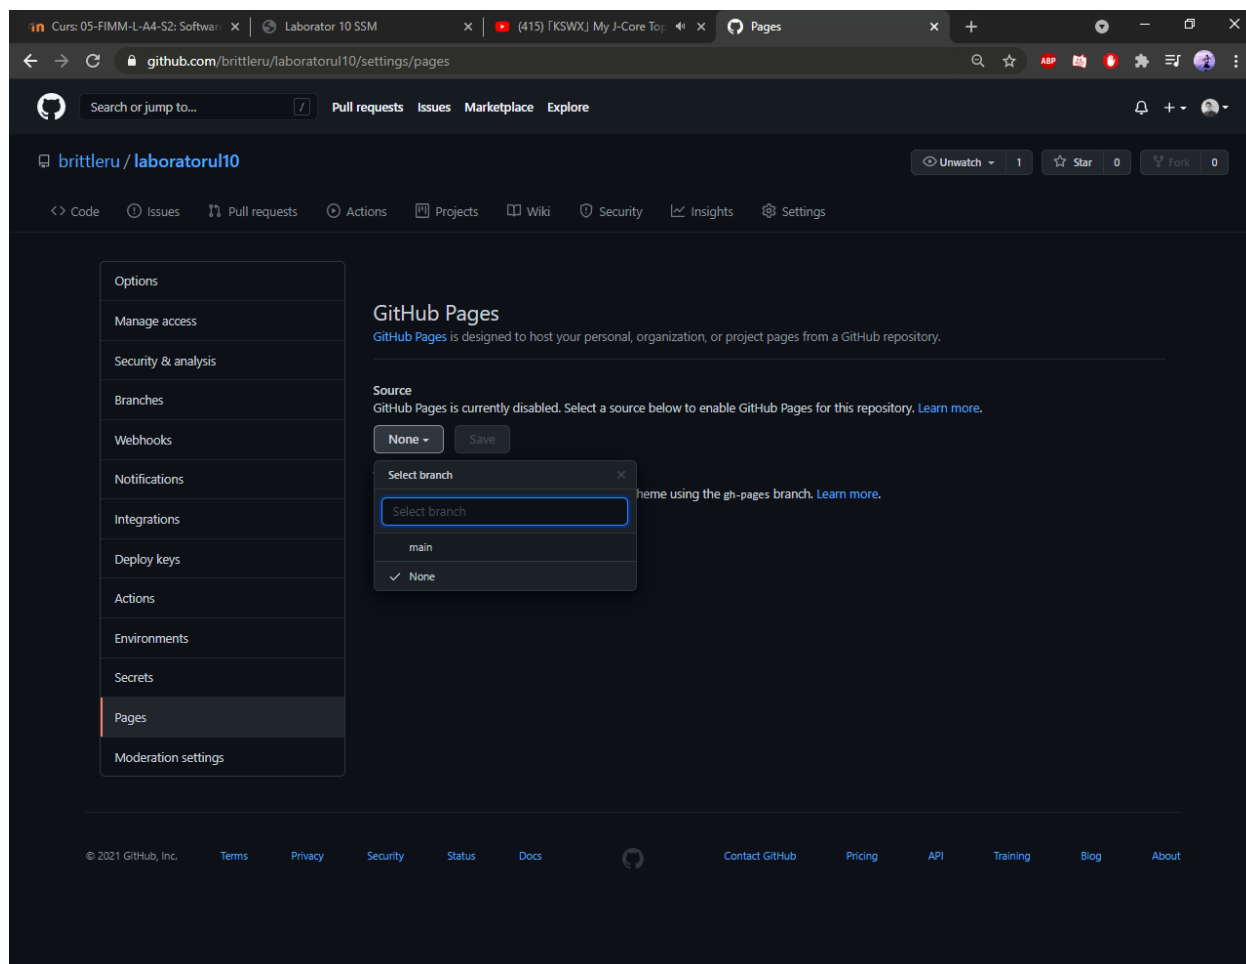 Curs: 05-FIMM-L-A4-S2: Softwar
Laborator 10 SSM
(415) 「KSWX」 My J-Core Top
Pages
github.com/brittleru/laboratorul10/settings/pages
ABP
Search or jump to...
/
Pull requests
Issues
Marketplace
Explore
brittleru / laboratorul10
Unwatch
1
Star
0
Fork
0
Code
Issues
Pull requests
Actions
Projects
Wiki
Security
Insights
Settings
Options
Manage access
Security & analysis
Branches
Webhooks
Notifications
Integrations
Deploy keys
Actions
Environments
Secrets
Pages
Moderation settings
GitHub Pages
GitHub Pages is designed to host your personal, organization, or project pages from a GitHub repository.
Source
GitHub Pages is currently disabled. Select a source below to enable GitHub Pages for this repository. Learn more.
None
Save
Select branch
heme using the gh-pages branch. Learn more.
Select branch
main
None
© 2021 GitHub, Inc.
Terms
Privacy
Security
Status
Docs
Contact GitHub
Pricing
API
Training
Blog
About